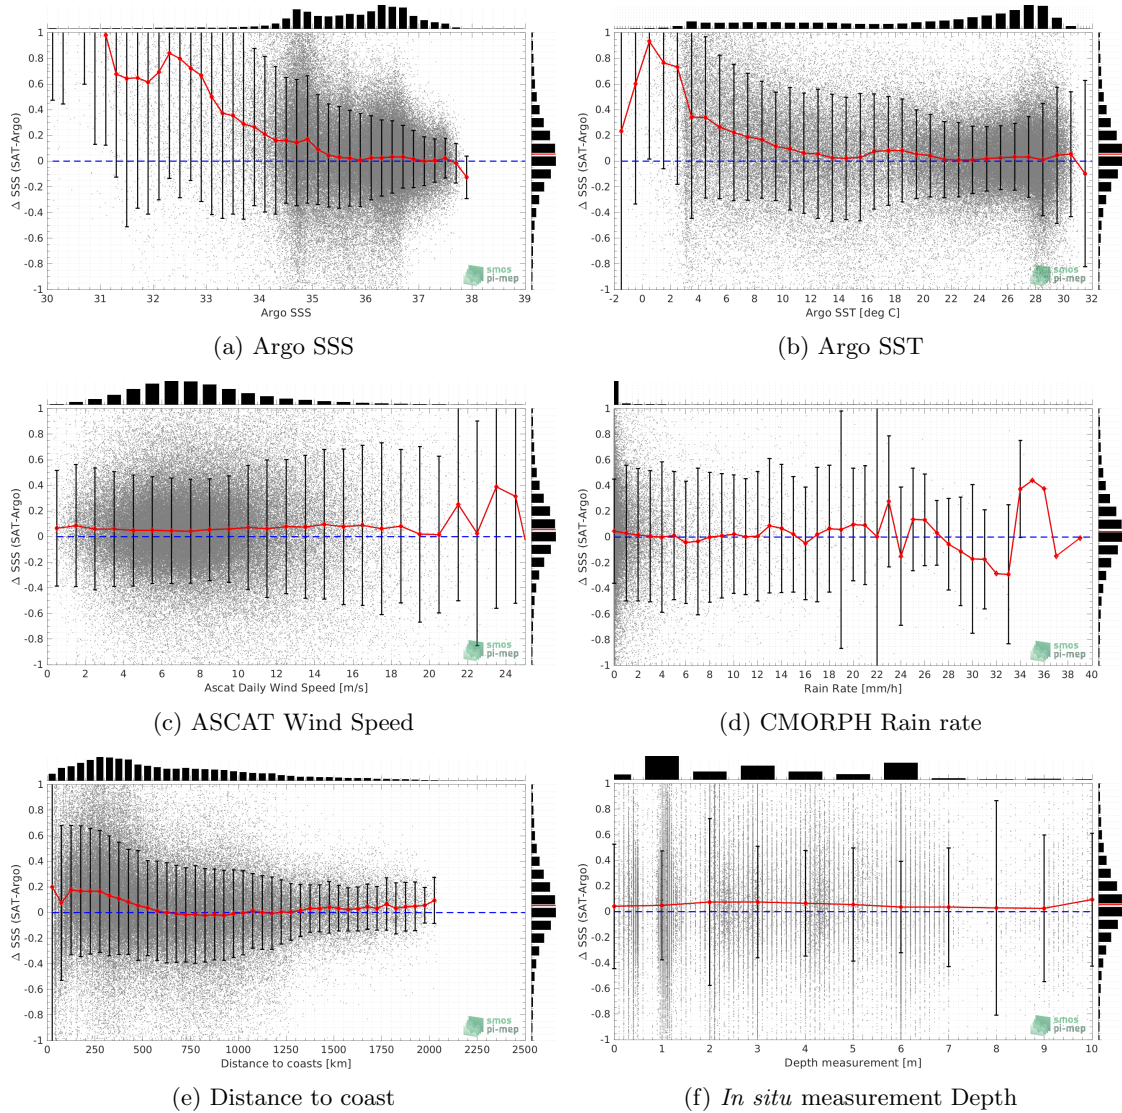 1
0.8
0.6
0.4
0.2
0
-0.2
-0.4
-0.6
-0.8
-1
Δ SSS (SAT-Argo)
30 31 32 33 34 35 36 37 38 39
Argo SSS
smos
pi-mep
(a) Argo SSS
1
0.8
0.6
0.4
0.2
0
-0.2
-0.4
-0.6
-0.8
-1
Δ SSS (SAT-Argo)
-2 0 2 4 6 8 10 12 14 16 18 20 22 24 26 28 30 32
Argo SST [deg C]
smos
pi-mep
(b) Argo SST
1
0.8
0.6
0.4
0.2
0
-0.2
-0.4
-0.6
-0.8
-1
Δ SSS (SAT-Argo)
0 2 4 6 8 10 12 14 16 18 20 22 24
Ascat Daily Wind Speed [m/s]
smos
pi-mep
(c) ASCAT Wind Speed
1
0.8
0.6
0.4
0.2
0
-0.2
-0.4
-0.6
-0.8
-1
Δ SSS (SAT-Argo)
0 2 4 6 8 10 12 14 16 18 20 22 24 26 28 30 32 34 36 38 40
Rain Rate [mm/h]
smos
pi-mep
(d) CMORPH Rain rate
1
0.8
0.6
0.4
0.2
0
-0.2
-0.4
-0.6
-0.8
-1
Δ SSS (SAT-Argo)
0 250 500 750 1000 1250 1500 1750 2000 2250 2500
Distance to coasts [km]
smos
pi-mep
(e) Distance to coast
1
0.8
0.6
0.4
0.2
0
-0.2
-0.4
-0.6
-0.8
-1
Δ SSS (SAT-Argo)
0 1 2 3 4 5 6 7 8 9 10
Depth measurement [m]
smos
pi-mep
(f) In situ measurement Depth